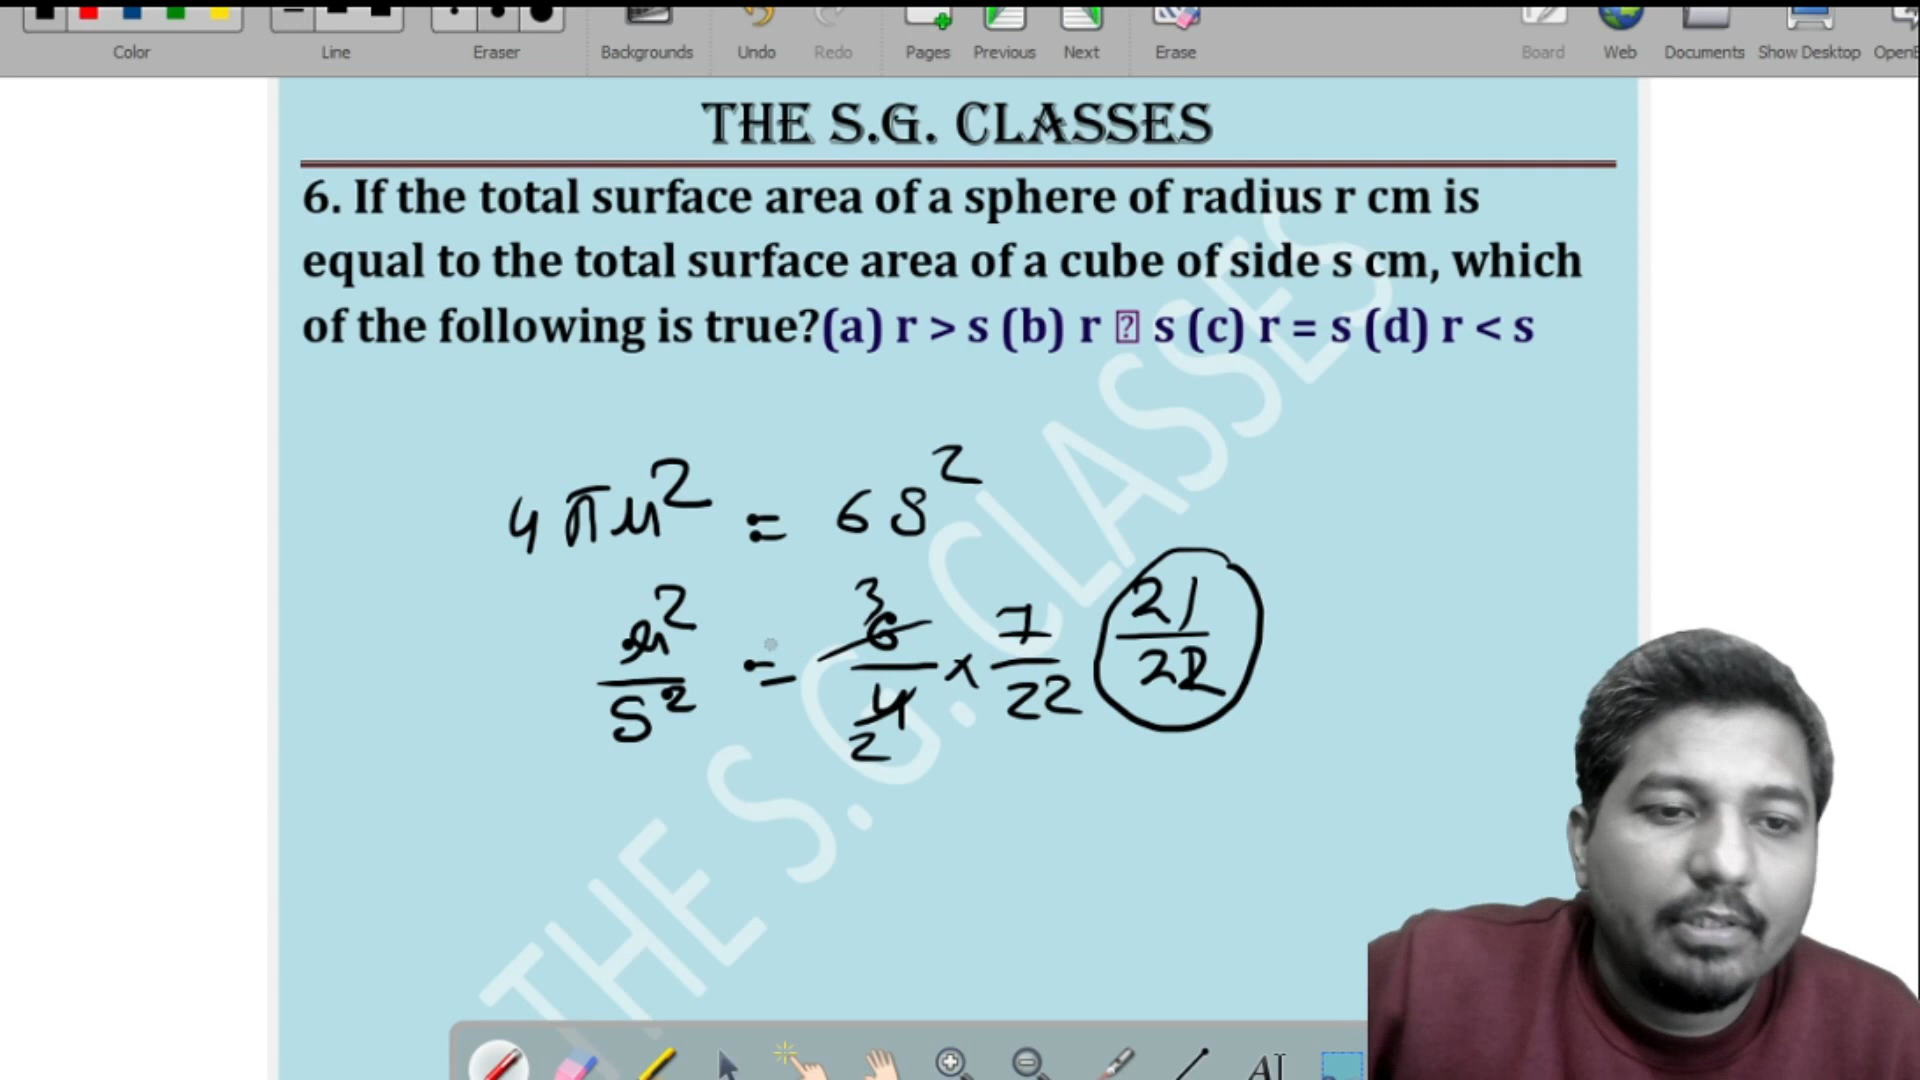 Color Line Eraser Backgrounds Undo Redo Pages Previous Next Erase Board Web Documents Show Desktop
THE S.G. CLASSES
6. If the total surface area of a sphere of radius r cm is
equal to the total surface area of a cube of side s cm, which
of the following is true?(a) r > s (b) r ⍰ s (c) r = s (d) r < s
4πr² = 6s²
r²/s² = 3 6/4 2 × 7/22 21/22
THE S.G. CLASSES
AI